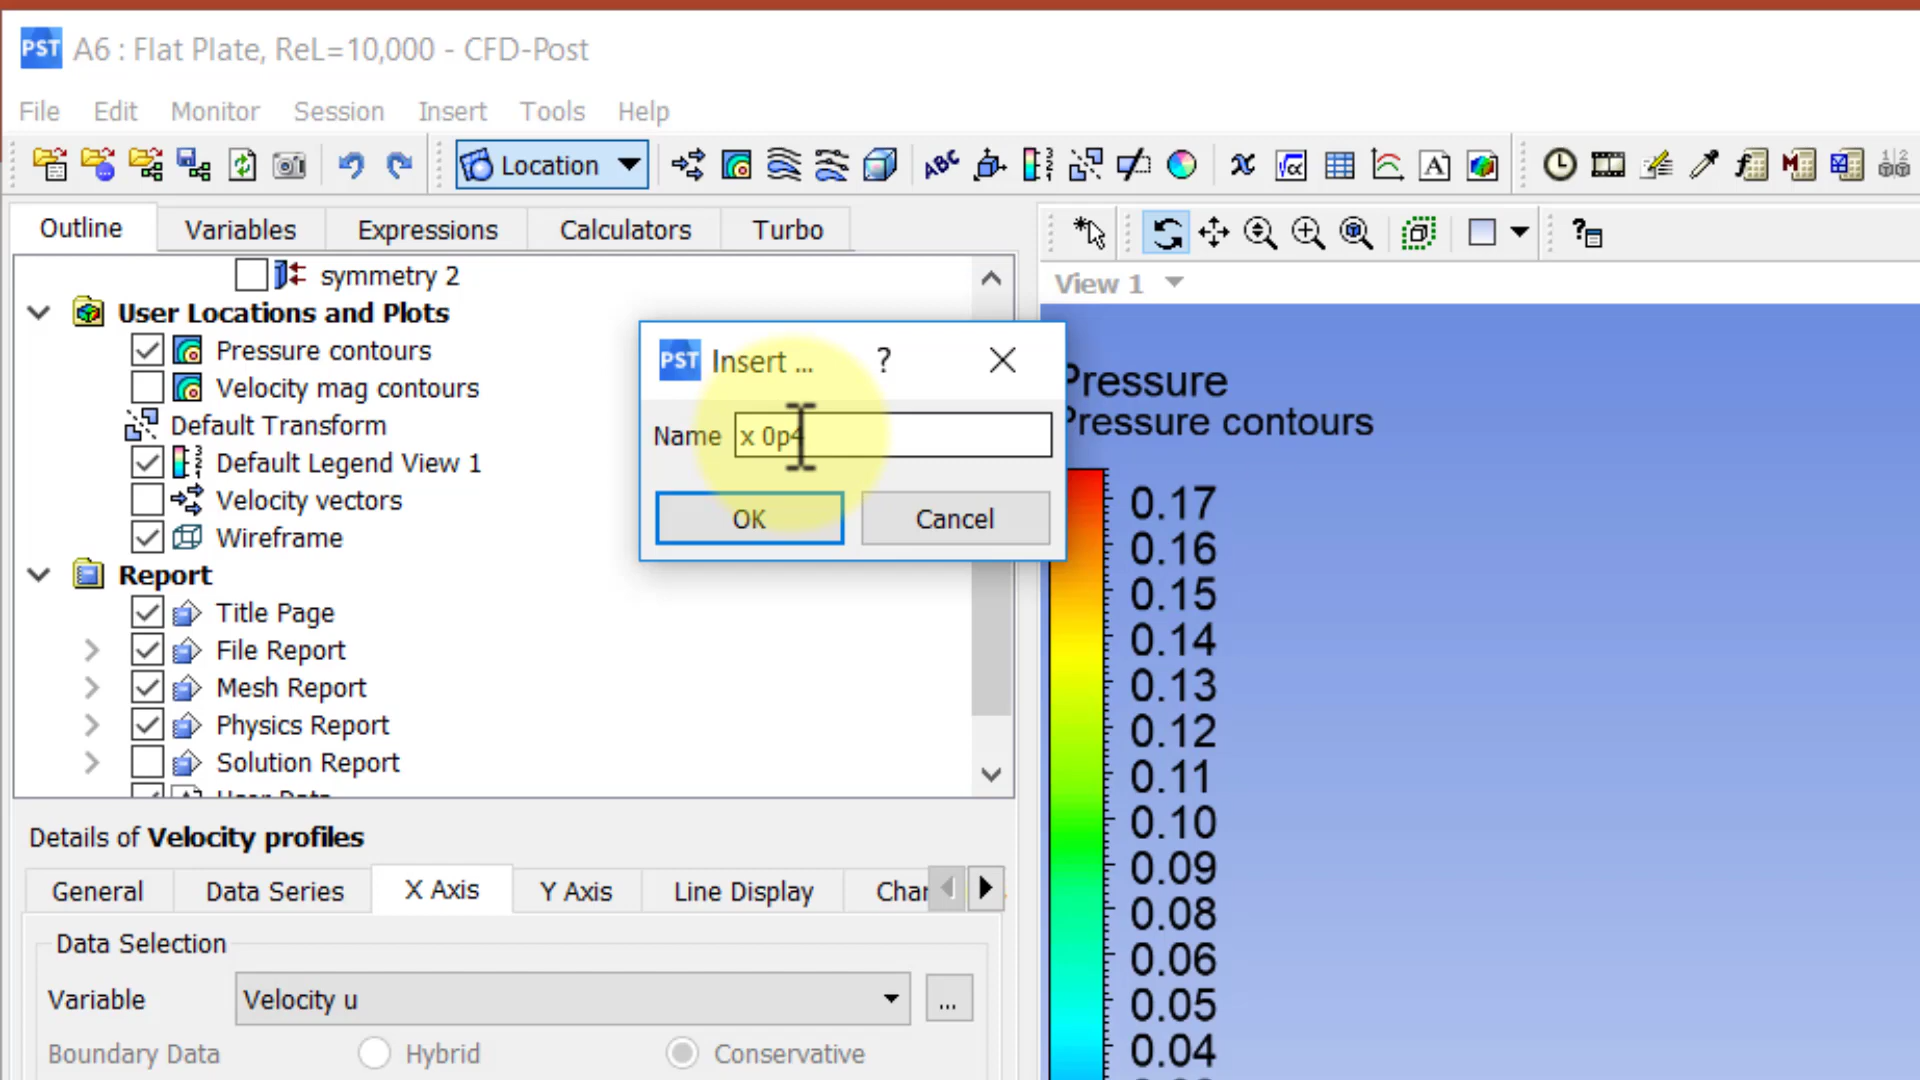 PST A6 : Flat Plate, ReL=10,000 - CFD-Post
File Edit Monitor Session Insert Tools Help
Location
Outline Variables Expressions Calculators Turbo
View 1
symmetry 2
User Locations and Plots
Pressure contours
Velocity mag contours
Default Transform
Default Legend View 1
Velocity vectors
Wireframe
Report
Title Page
File Report
Mesh Report
Physics Report
Solution Report
User Data
PST Insert ... ?
Name x 0p4
OK Cancel
Pressure
Pressure contours
0.17
0.16
0.15
0.14
0.13
0.12
0.11
0.10
0.09
0.08
0.06
0.05
0.04
Details of Velocity profiles
General Data Series X Axis Y Axis Line Display Char
Data Selection
Variable Velocity u ...
Boundary Data Hybrid Conservative